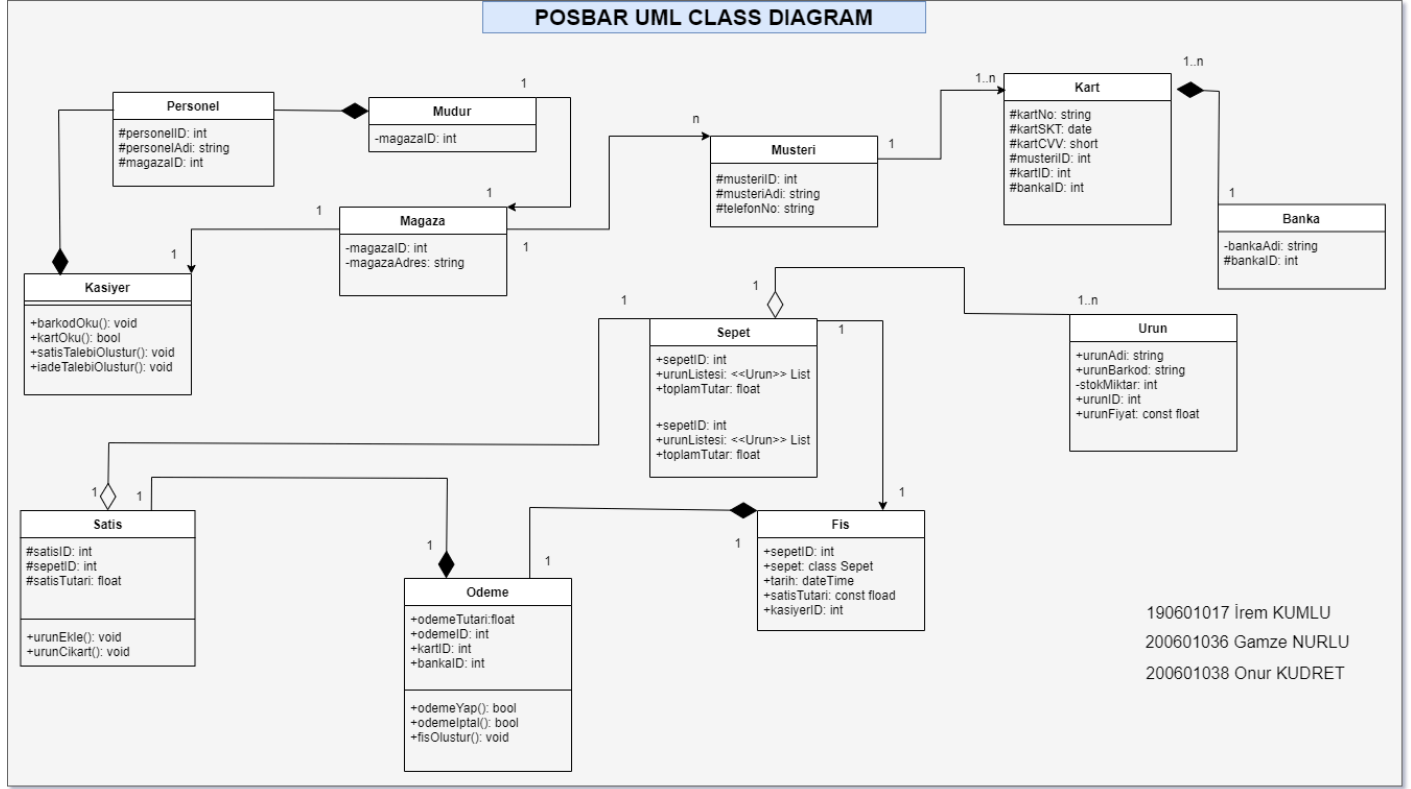 POSBAR UML CLASS DIAGRAM
Personel
#personelID: int
#personelAdi: string
#magazaID: int
1
Mudur
-magazaID: int
1
Magaza
-magazaID: int
-magazaAdres: string
1
1
1
Kasiyer
+barkodOku(): void
+kartOku(): bool
+satisTalebiOlustur(): void
+iadeTalebiOlustur(): void
n
Musteri
#musteriID: int
#musteriAdi: string
#telefonNo: string
1
1..n
Kart
#kartNo: string
#kartSKT: date
#kartCVV: short
#musteriID: int
#kartID: int
#bankaID: int
1..n
1
Banka
-bankaAdi: string
#bankaID: int
1
1
Sepet
+sepetID: int
+urunListesi: <<Urun>> List
+toplamTutar: float
+sepetID: int
+urunListesi: <<Urun>> List
+toplamTutar: float
1
1..n
Urun
+urunAdi: string
+urunBarkod: string
-stokMiktar: int
+urunID: int
+urunFiyat: const float
1
1
Satis
#satisID: int
#sepetID: int
#satisTutari: float
+urunEkle(): void
+urunCikart(): void
1
Odeme
+odemeTutari:float
+odemeID: int
+kartID: int
+bankaID: int
+odemeYap(): bool
+odemeIptal(): bool
+fisOlustur(): void
1
1
1
Fis
+sepetID: int
+sepet: class Sepet
+tarih: dateTime
+satisTutari: const fload
+kasiyerID: int
190601017 İrem KUMLU
200601036 Gamze NURLU
200601038 Onur KUDRET